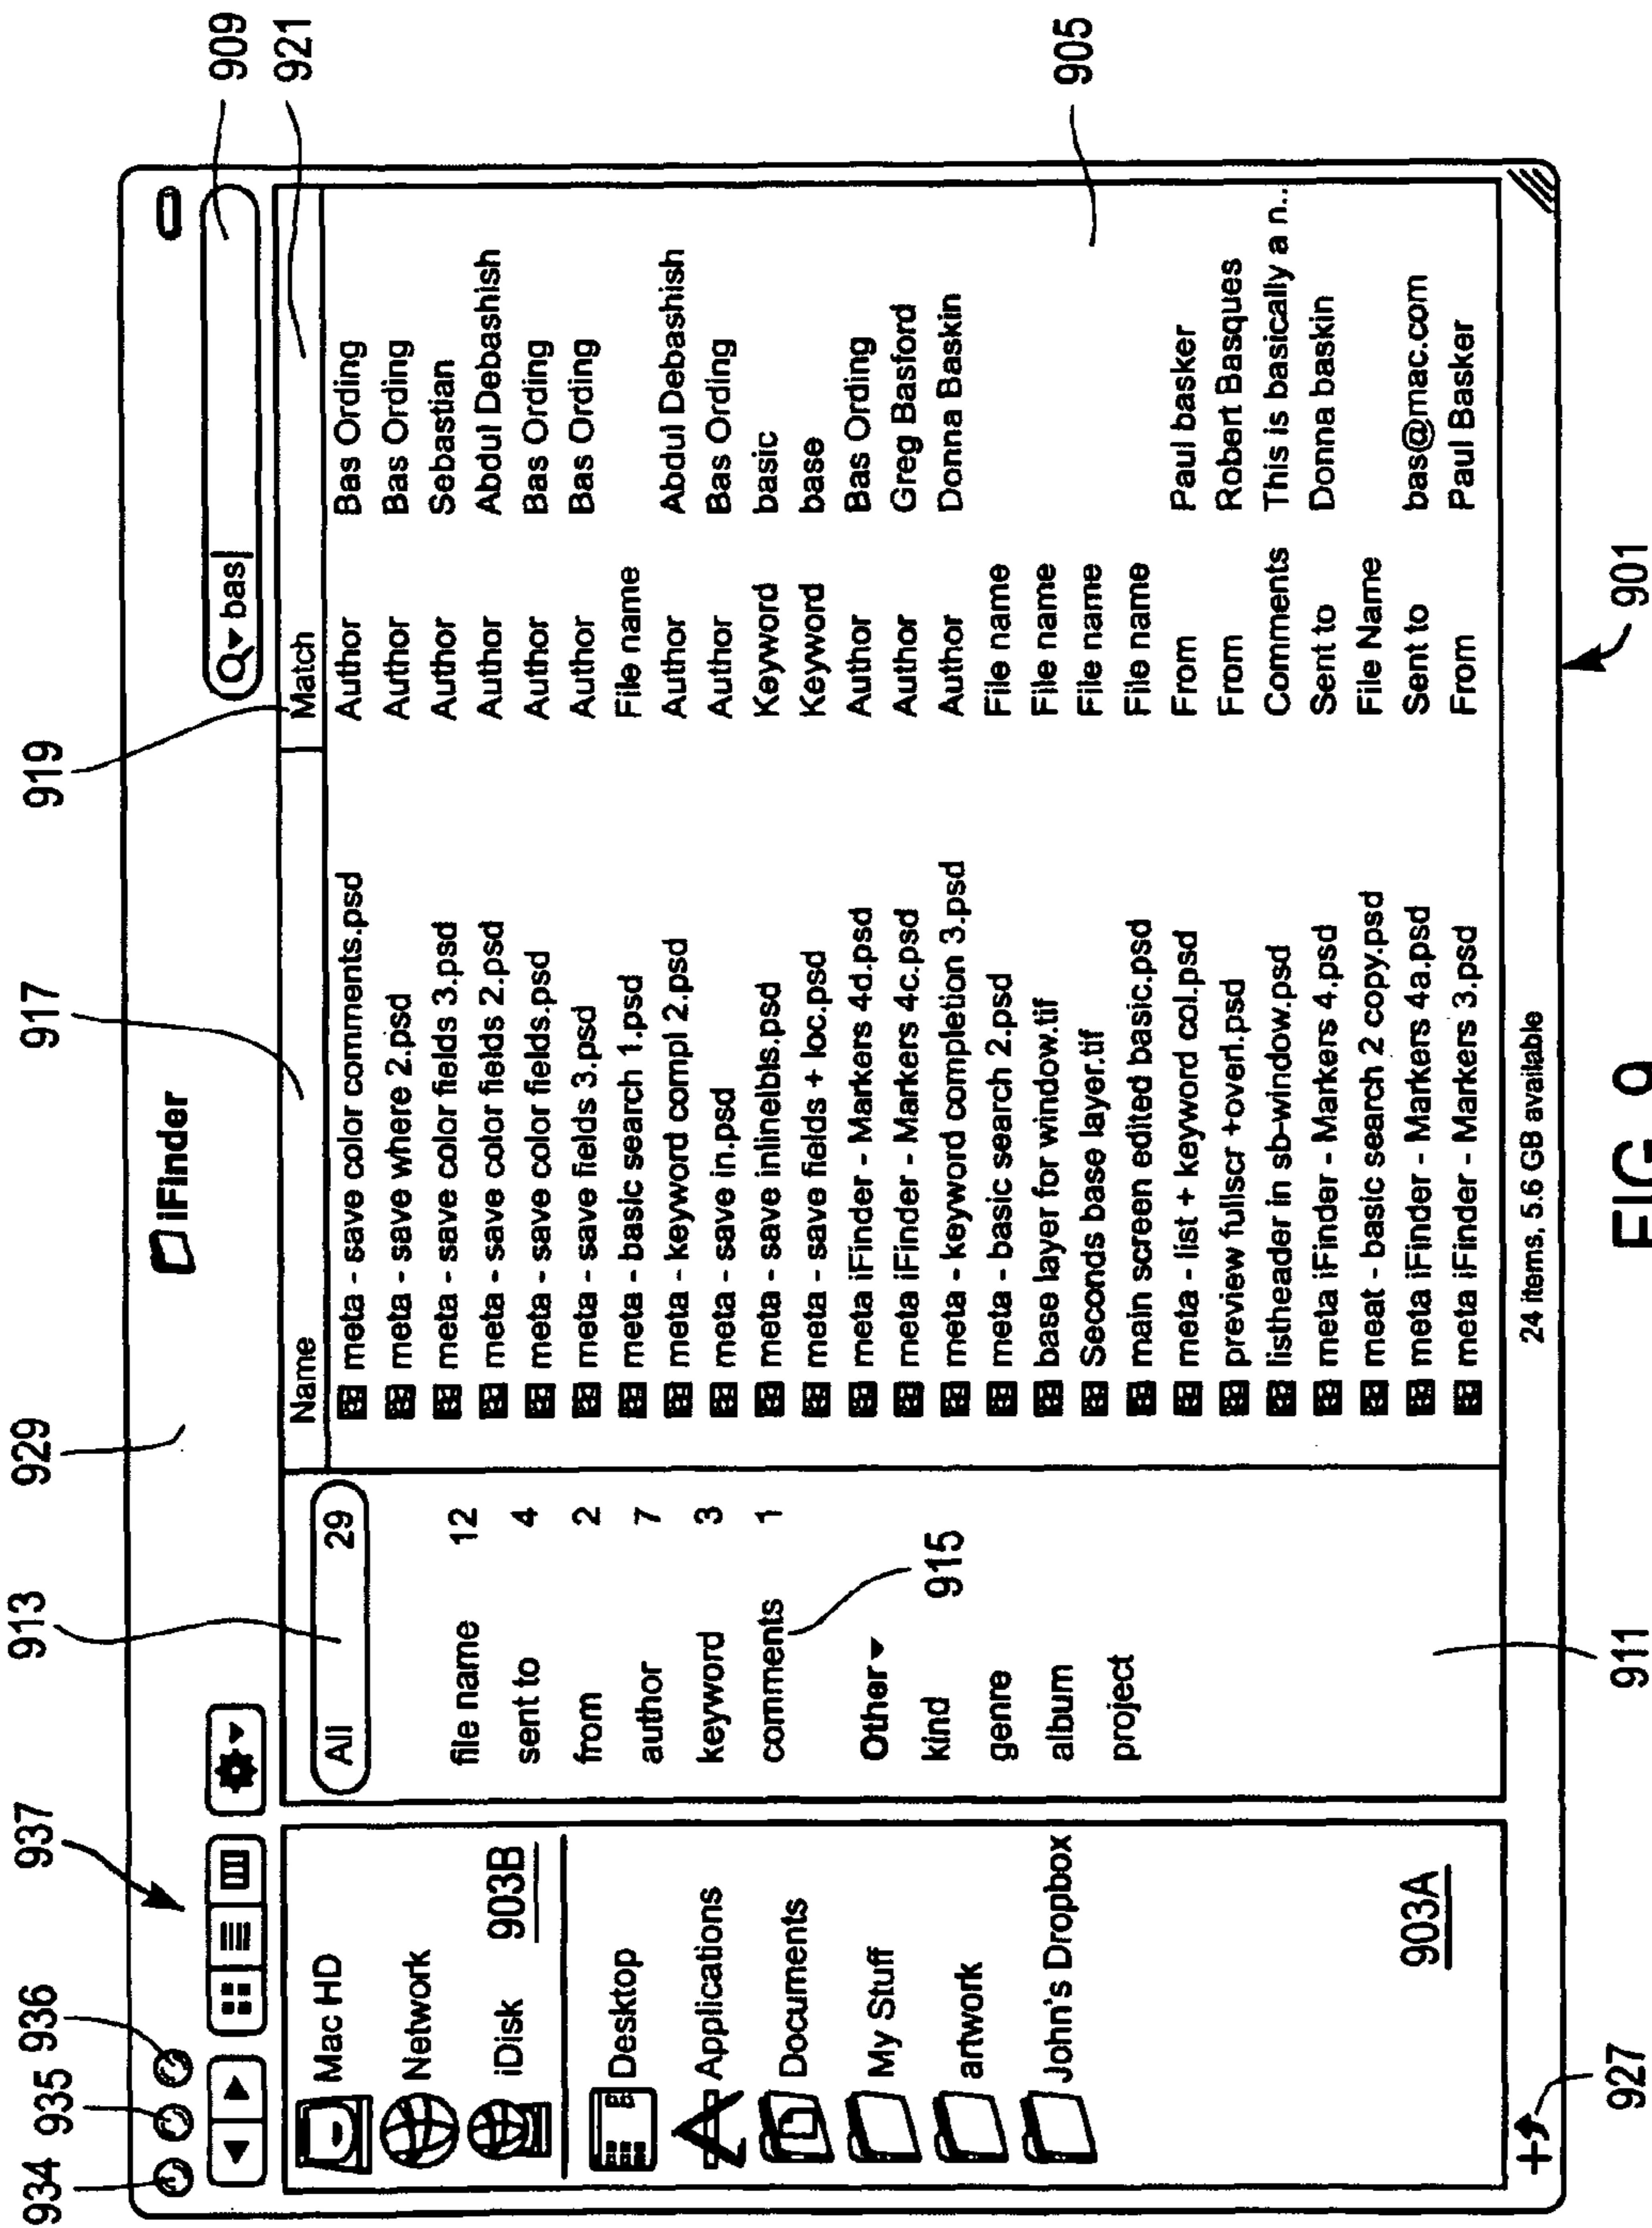 934 935 936 937 913 929 917 919
iFinder
bas
909
921
Mac HD
Network
iDisk
903B
Desktop
Applications
Documents
My Stuff
artwork
John's Dropbox
903A
All 29
file name 12
sent to 4
from 2
author 7
keyword 3
comments 1
915
Other
kind
genre
album
project
Name Match
meta - save color comments.psd Author Bas Ording
meta - save where 2.psd Author Bas Ording
meta - save color fields 3.psd Author Sebastian
meta - save color fields 2.psd Author Abdul Debashish
meta - save color fields.psd Author Bas Ording
meta - save fields 3.psd Author Bas Ording
meta - basic search 1.psd File name
meta - keyword compl 2.psd Author Abdul Debashish
meta - save in.psd Author Bas Ording
meta - save inlinelbls.psd Keyword basic
meta - save fields + loc.psd Keyword base
meta iFinder - Markers 4d.psd Author Bas Ording
meta iFinder - Markers 4c.psd Author Greg Basford
meta - keyword completion 3.psd Author Donna Baskin
meta - basic search 2.psd File name
base layer for window.tif File name
Seconds base layer.tif File name
main screen edited basic.psd File name
meta - list + keyword col.psd From Paul basker
preview fullscr +overl.psd From Robert Basques
listheader in sb-window.psd Comments This is basically a n..
meta iFinder - Markers 4.psd Sent to Donna baskin
meat - basic search 2 copy.psd File Name
meta iFinder - Markers 4a.psd Sent to bas@mac.com
meta iFinder - Markers 3.psd From Paul Basker
905
24 items, 5.6 GB available
927 911 901
FIG. 9